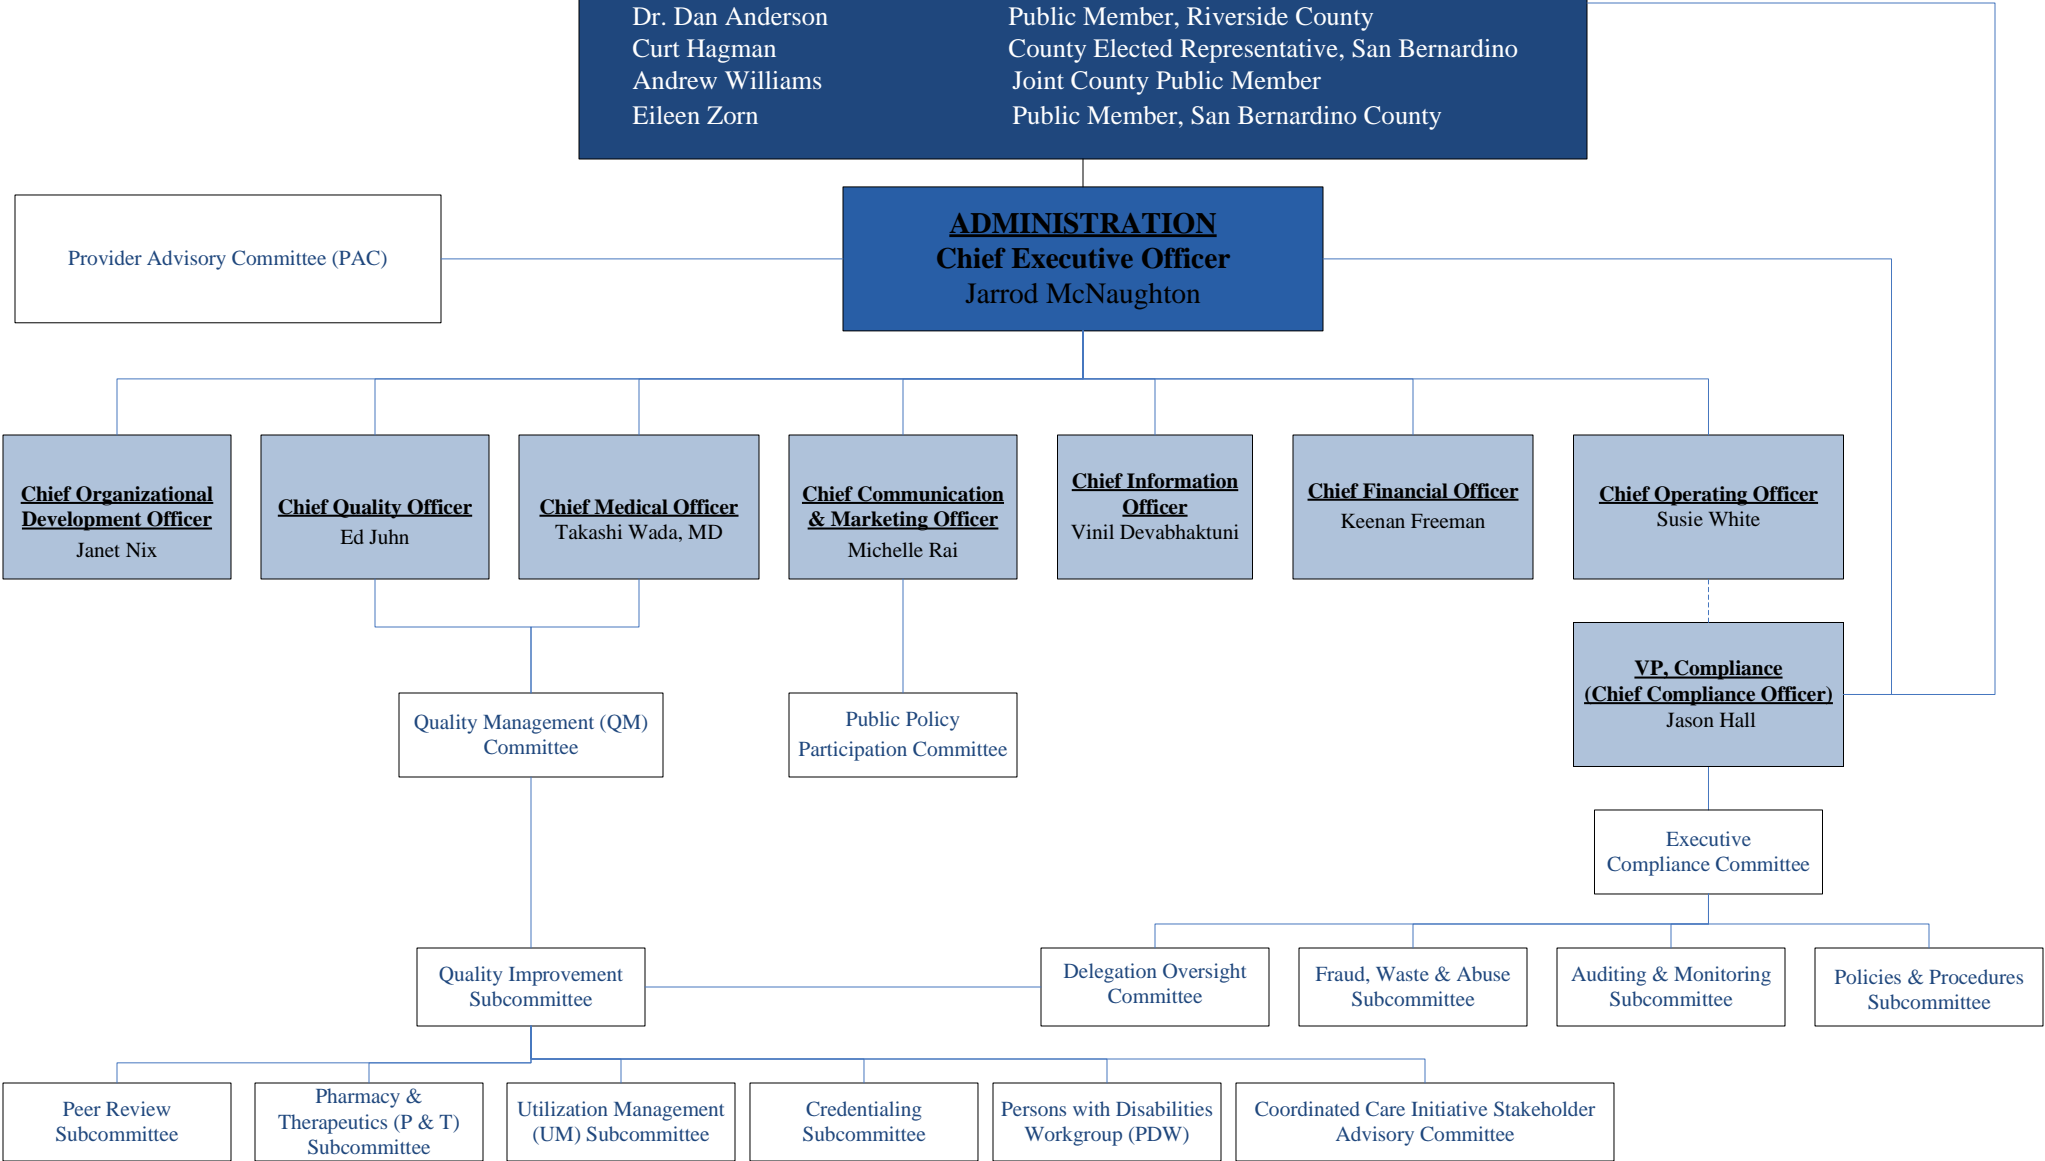 Dr. Dan Anderson Public Member, Riverside County
Curt Hagman County Elected Representative, San Bernardino
Andrew Williams Joint County Public Member
Eileen Zorn Public Member, San Bernardino County
Provider Advisory Committee (PAC)
ADMINISTRATION
Chief Executive Officer
Jarrod McNaughton
Chief Organizational
Development Officer
Janet Nix
Chief Quality Officer
Ed Juhn
Chief Medical Officer
Takashi Wada, MD
Chief Communication
& Marketing Officer
Michelle Rai
Chief Information
Officer
Vinil Devabhaktuni
Chief Financial Officer
Keenan Freeman
Chief Operating Officer
Susie White
VP, Compliance
(Chief Compliance Officer)
Jason Hall
Quality Management (QM)
Committee
Public Policy
Participation Committee
Executive
Compliance Committee
Quality Improvement
Subcommittee
Delegation Oversight
Committee
Fraud, Waste & Abuse
Subcommittee
Auditing & Monitoring
Subcommittee
Policies & Procedures
Subcommittee
Peer Review
Subcommittee
Pharmacy &
Therapeutics (P & T)
Subcommittee
Utilization Management
(UM) Subcommittee
Credentialing
Subcommittee
Persons with Disabilities
Workgroup (PDW)
Coordinated Care Initiative Stakeholder
Advisory Committee